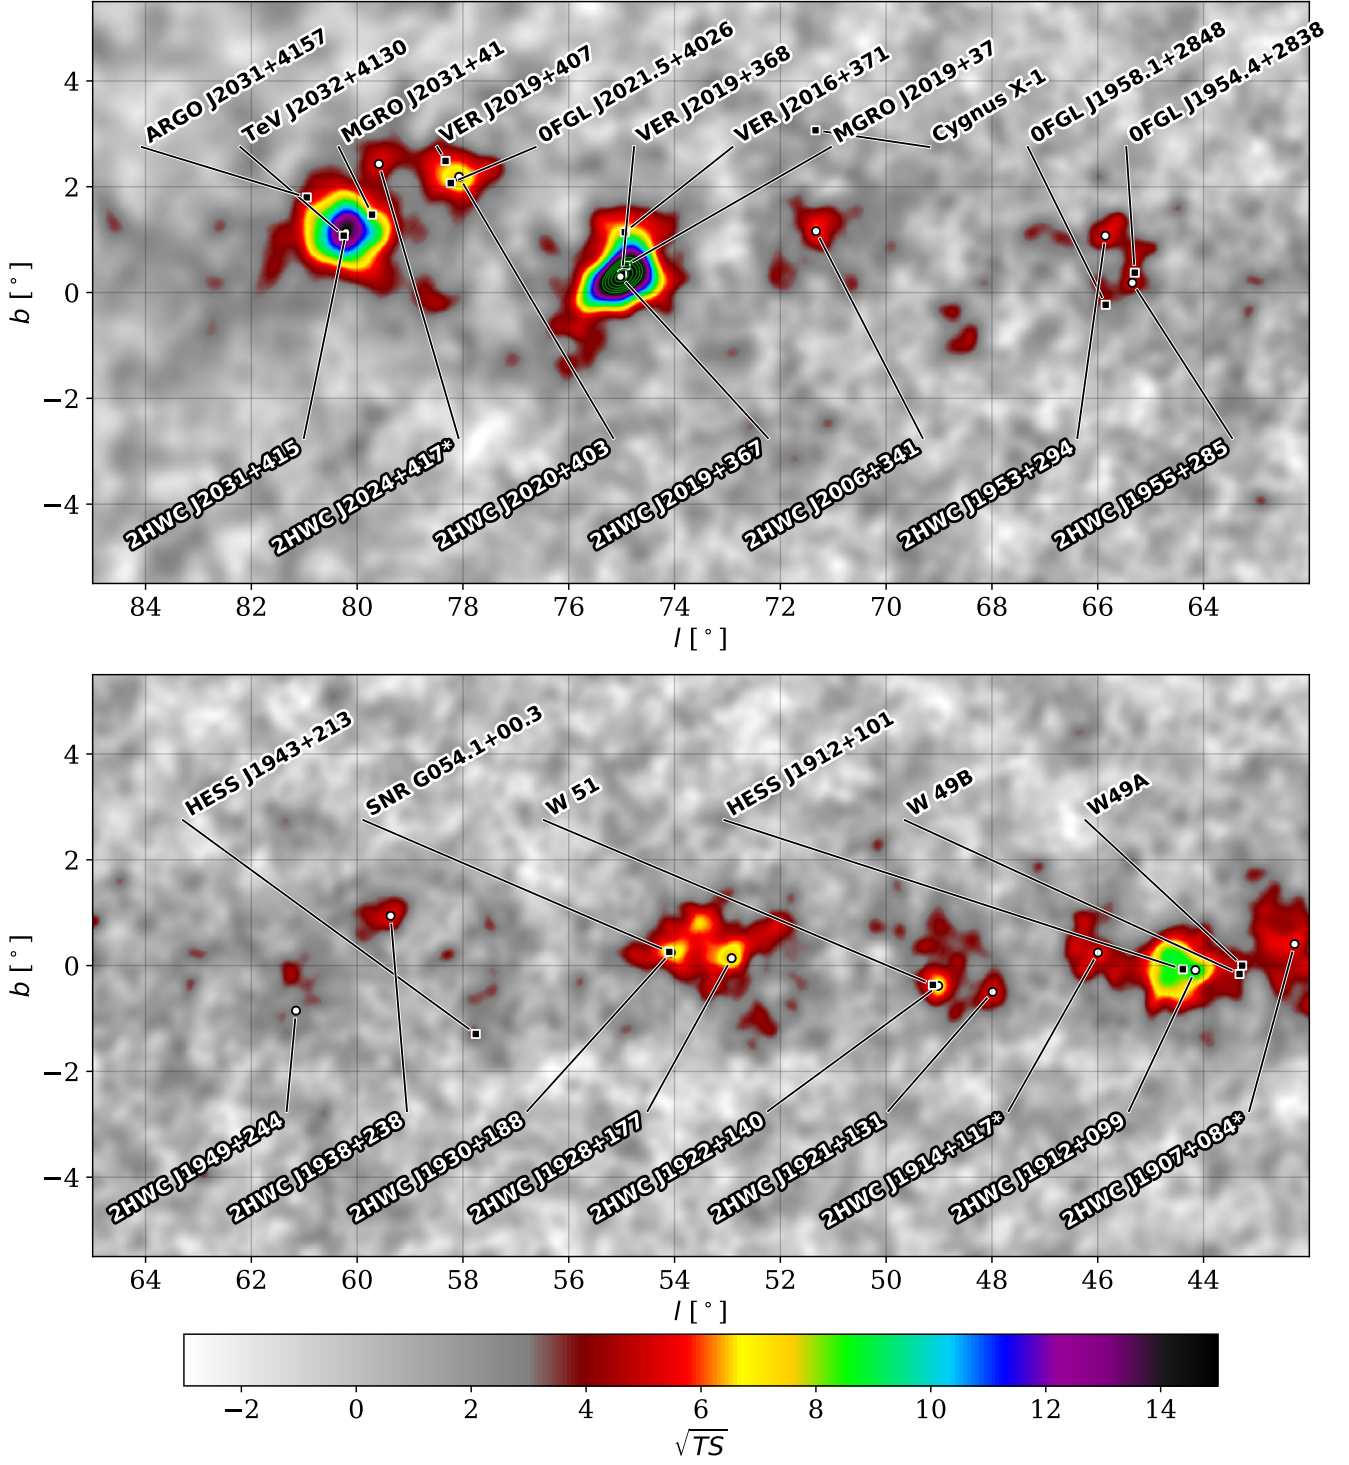 ARGO J2031+4157
TeV J2032+4130
MGRO J2031+41
VER J2019+407
0FGL J2021.5+4026
VER J2019+368
VER J2016+371
MGRO J2019+37
Cygnus X-1
0FGL J1958.1+2848
0FGL J1954.4+2838
4
2
0
−2
−4
b [°]
2HWC J2031+415
2HWC J2024+417*
2HWC J2020+403
2HWC J2019+367
2HWC J2006+341
2HWC J1953+294
2HWC J1955+285
84 82 80 78 76 74 72 70 68 66 64
l [°]
HESS J1943+213
SNR G054.1+00.3
W 51
HESS J1912+101
W 49B
W49A
4
2
0
−2
−4
b [°]
2HWC J1949+244
2HWC J1938+238
2HWC J1930+188
2HWC J1928+177
2HWC J1922+140
2HWC J1921+131
2HWC J1914+117*
2HWC J1912+099
2HWC J1907+084*
64 62 60 58 56 54 52 50 48 46 44
l [°]
−2 0 2 4 6 8 10 12 14
√TS